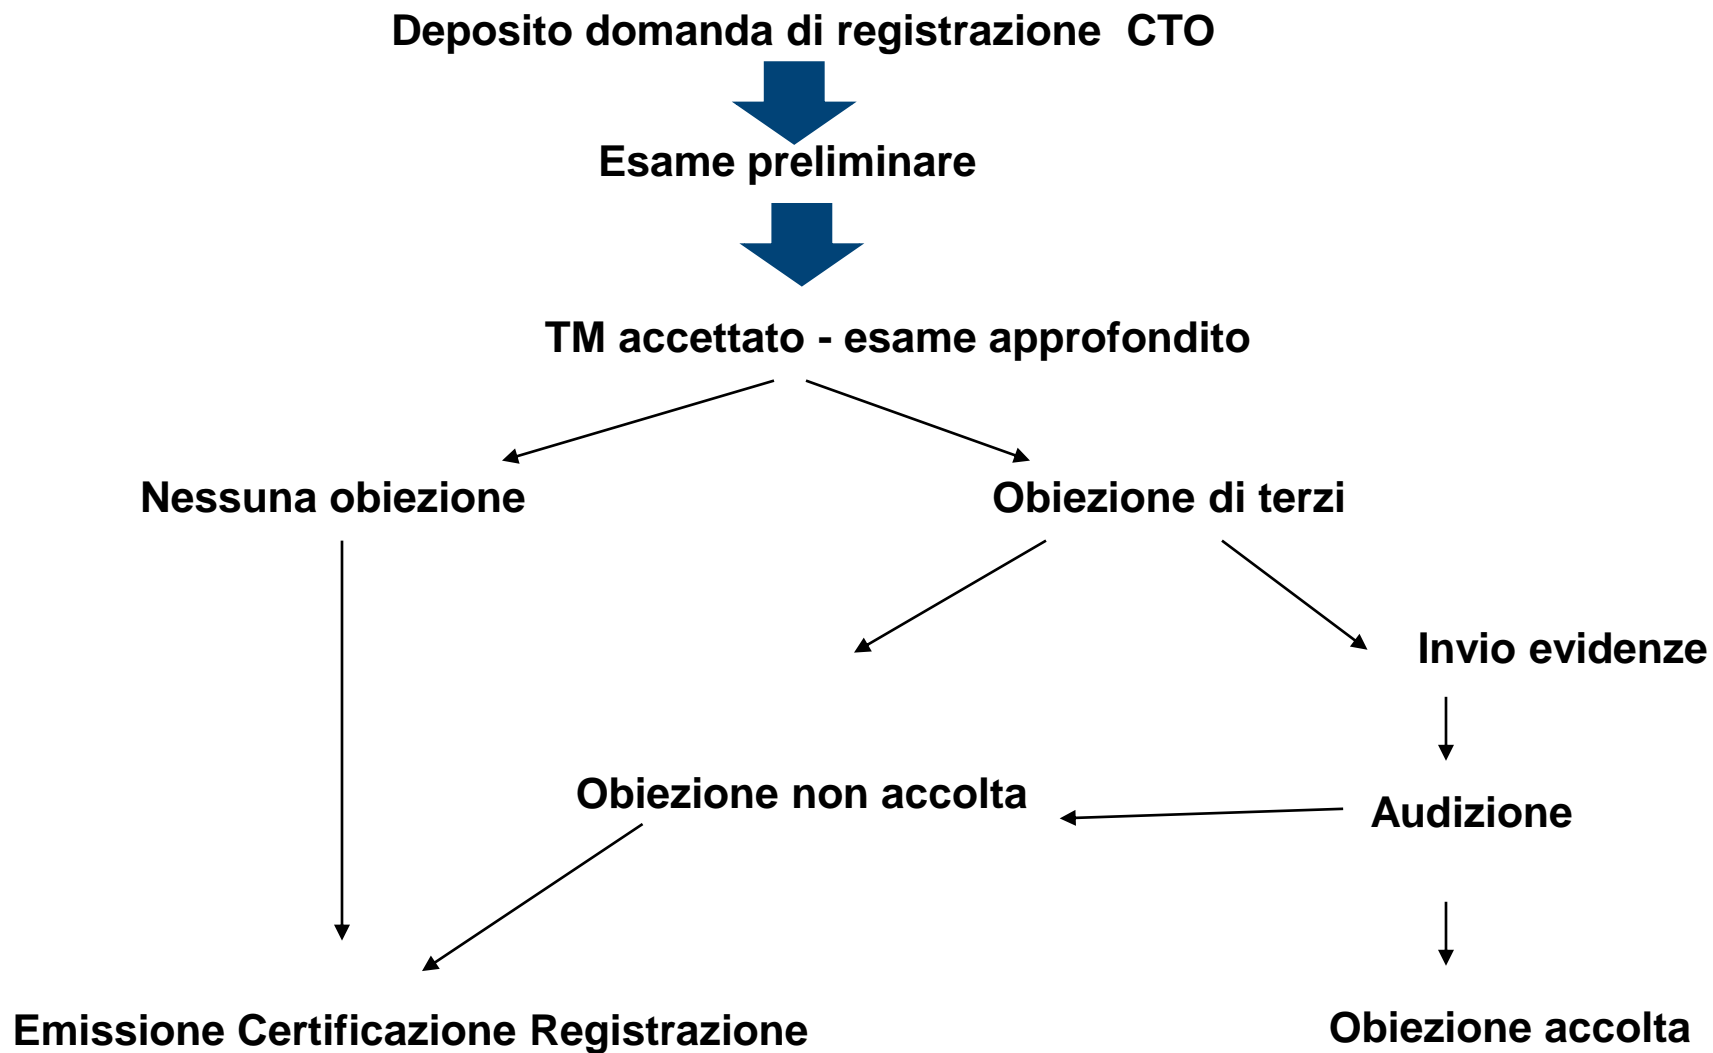 Deposito domanda di registrazione  CTO
Esame preliminare
TM accettato - esame approfondito
Nessuna obiezione
Obiezione di terzi
Invio evidenze
Obiezione non accolta
Audizione
Emissione Certificazione Registrazione
Obiezione accolta